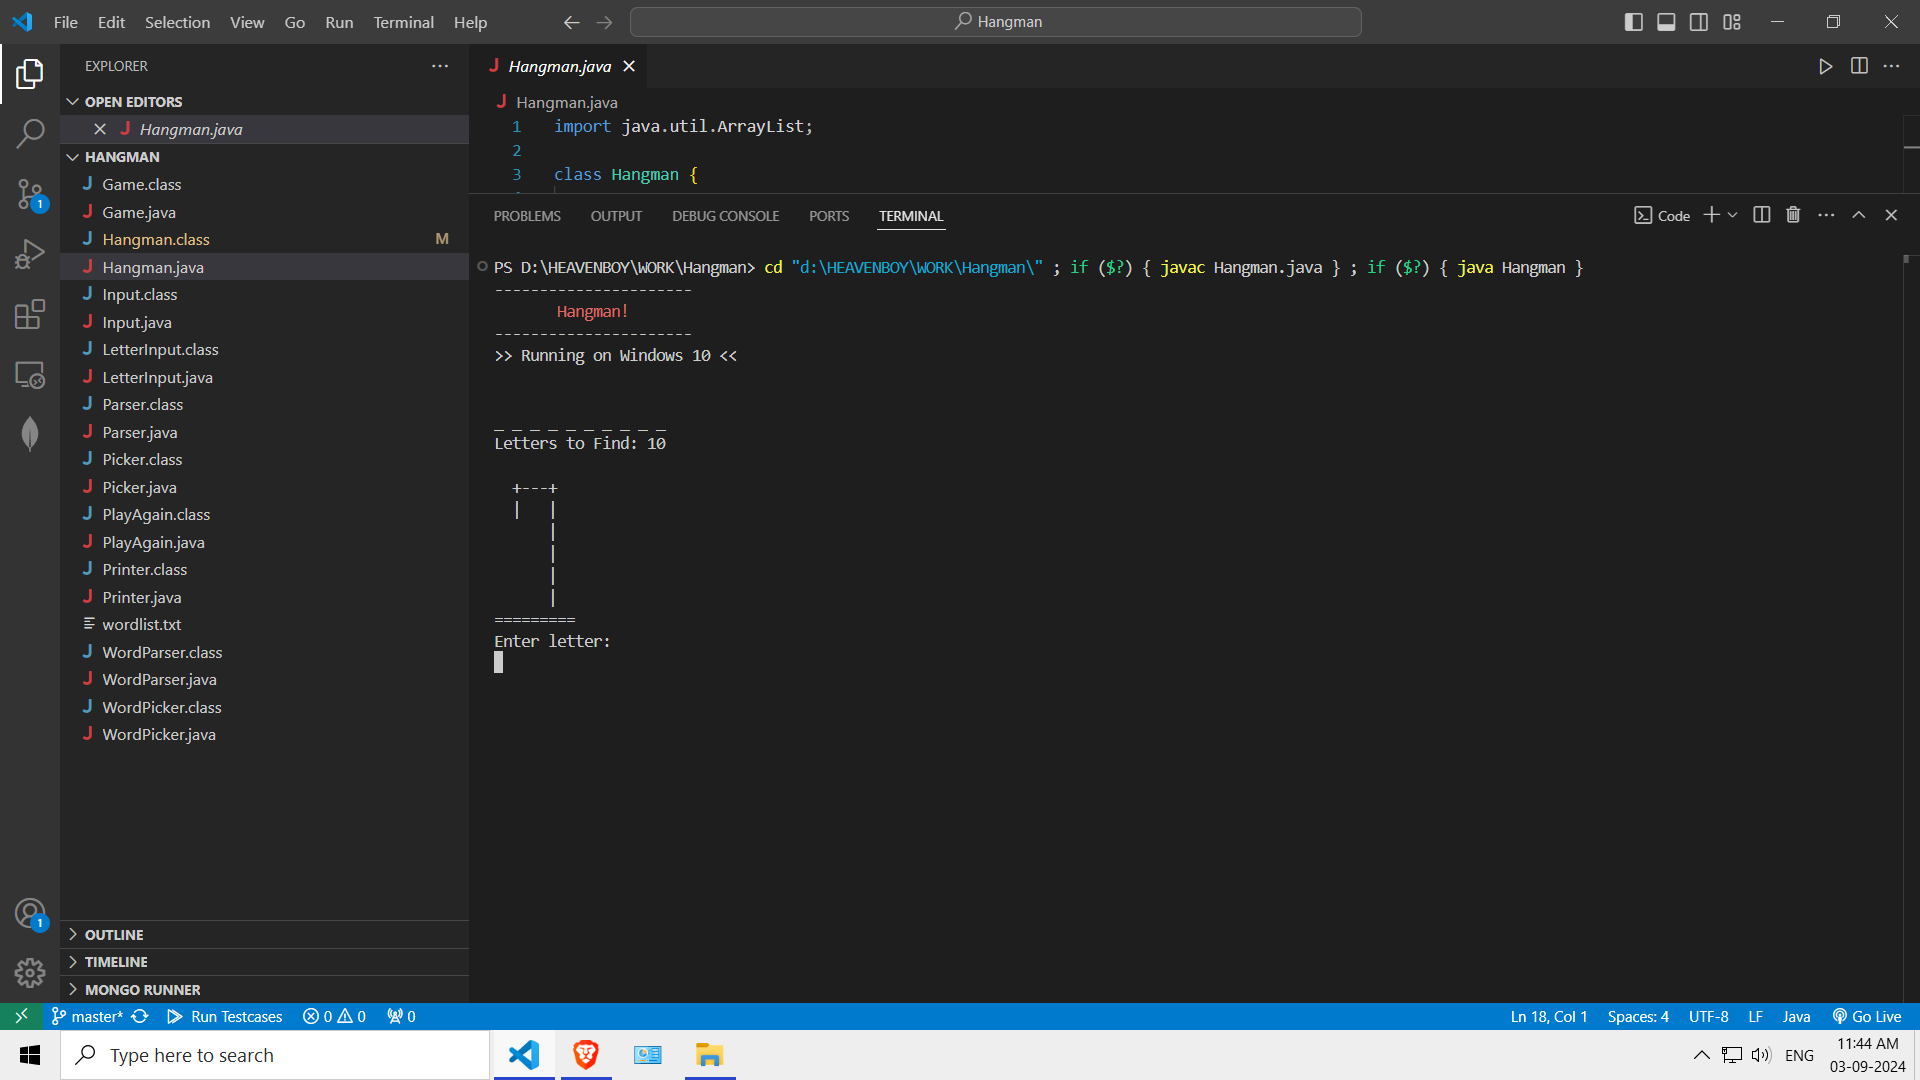 File Edit Selection View Go Run Terminal Help
Hangman
EXPLORER
OPEN EDITORS
Hangman.java
HANGMAN
Game.class
Game.java
Hangman.class M
Hangman.java
Input.class
Input.java
LetterInput.class
LetterInput.java
Parser.class
Parser.java
Picker.class
Picker.java
PlayAgain.class
PlayAgain.java
Printer.class
Printer.java
wordlist.txt
WordParser.class
WordParser.java
WordPicker.class
WordPicker.java
OUTLINE
TIMELINE
MONGO RUNNER
1
1
Hangman.java
Hangman.java
1 import java.util.ArrayList;
2
3 class Hangman {
PROBLEMS OUTPUT DEBUG CONSOLE PORTS TERMINAL
Code
PS D:\HEAVENBOY\WORK\Hangman> cd "d:\HEAVENBOY\WORK\Hangman\" ; if ($?) { javac Hangman.java } ; if ($?) { java Hangman }
----------------------
Hangman!
----------------------
>> Running on Windows 10 <<
_ _ _ _ _ _ _ _ _ _
Letters to Find: 10
+---+
|   |
|
|
|
|
=========
Enter letter:
master* Run Testcases 0 0 0
Ln 18, Col 1 Spaces: 4 UTF-8 LF Java Go Live
Type here to search
ENG
11:44 AM
03-09-2024